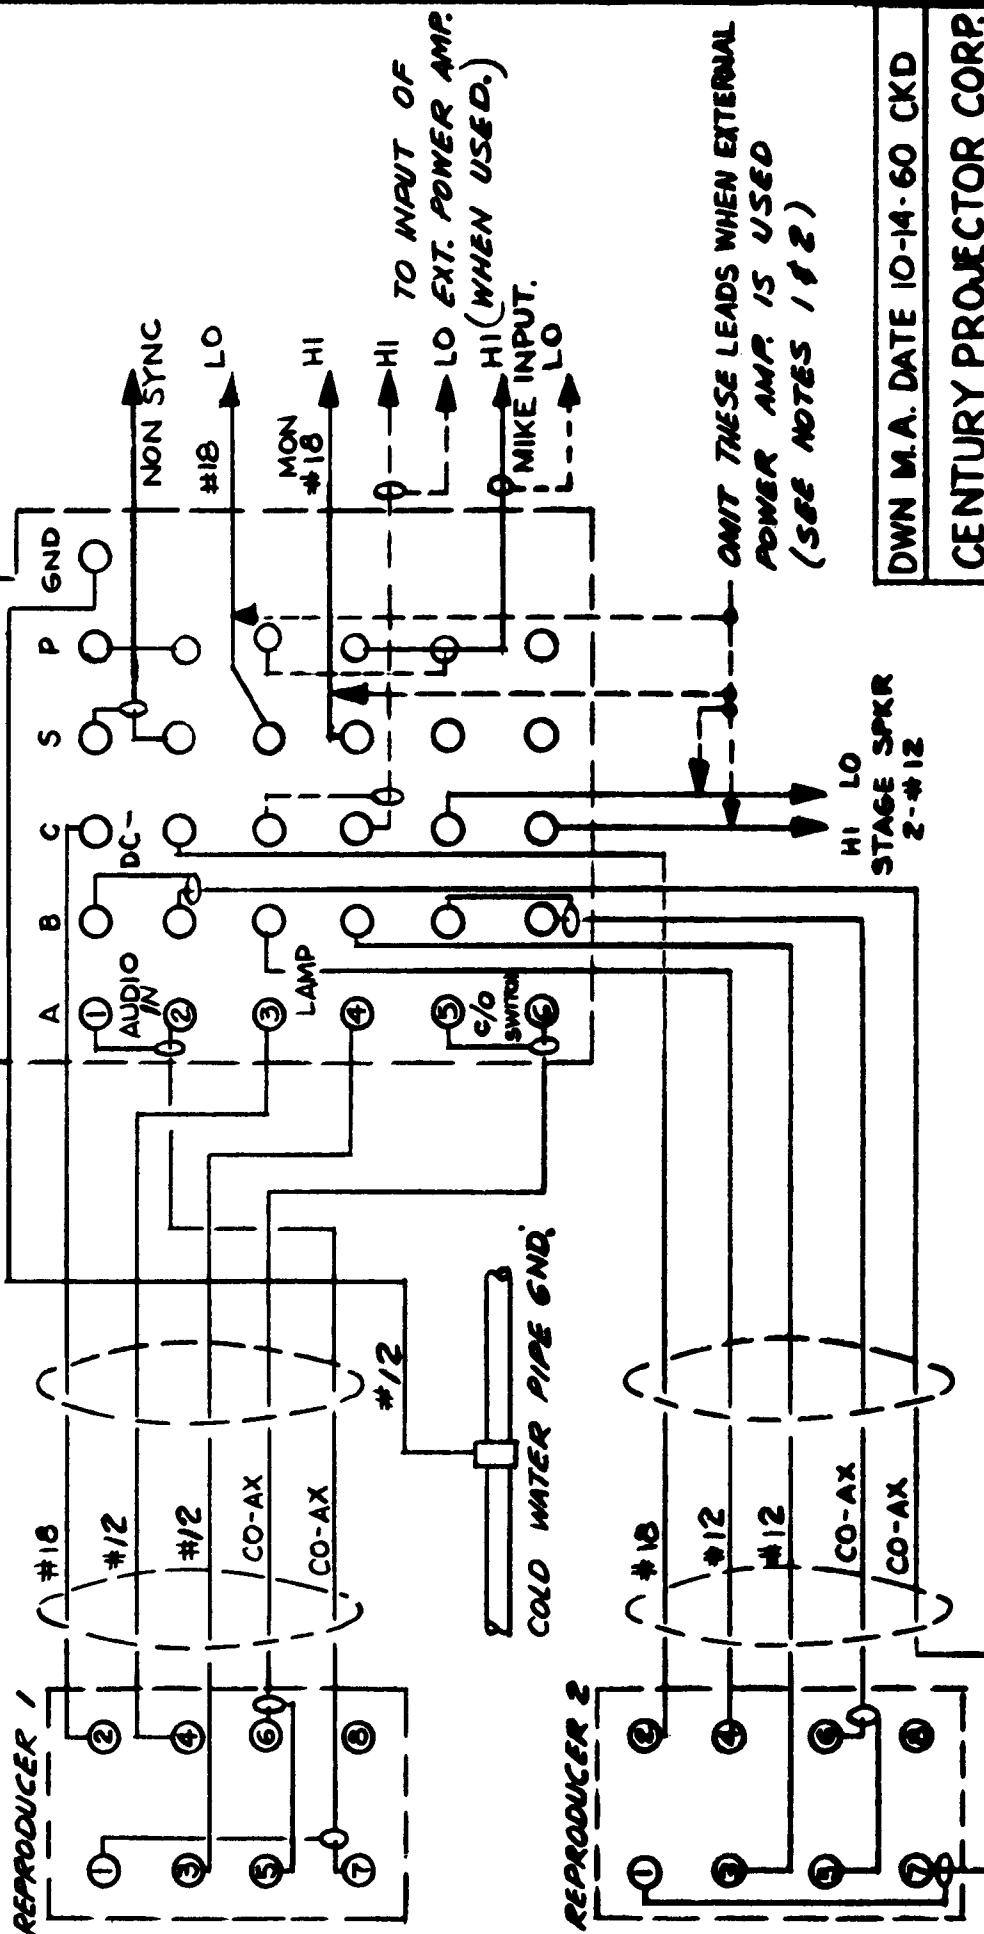 REPRODUCER 1
2
4
6
8
1
3
5
7
#18
#12
#12
CO-AX
CO-AX
#12
COLD WATER PIPE GND.
REPRODUCER 2
2
4
6
8
1
3
5
7
#18
#12
#12
CO-AX
CO-AX
A B C S P GND
1
AUDIO
IN
2
3
LAMP
4
5
C/O
SWITCH
6
DC-
NON SYNC
#18
LO
MON
#18
HI
HI
LO
TO INPUT OF
EXT. POWER AMP.
(WHEN USED.)
HI
MIKE INPUT.
LO
OMIT THESE LEADS WHEN EXTERNAL
POWER AMP. IS USED
(SEE NOTES 1 & 2)
HI LO
STAGE SPKR
2-#12
DWN M.A. DATE 10-14-60 CKD
CENTURY PROJECTOR CORP.